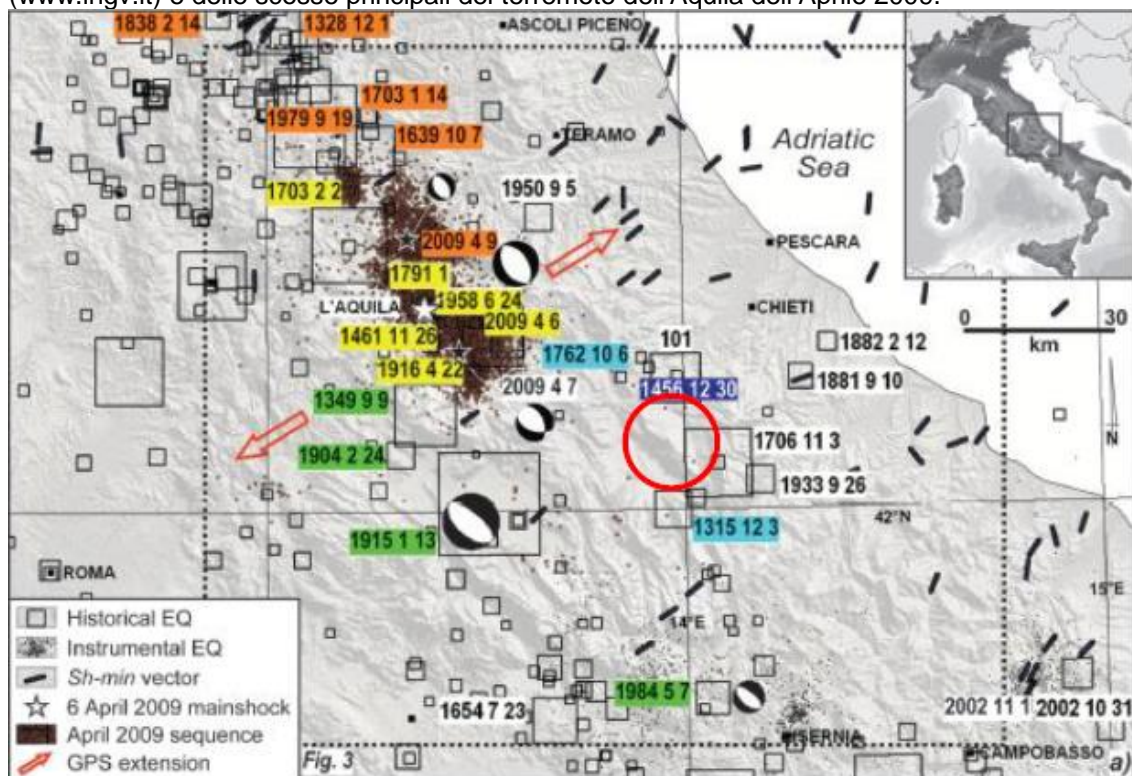 (www.ingv.it) e delle scosse principali del terremoto dell'Aquila dell'Aprile 2009.
1838 2 14
1328 12 1
ASCOLI PICENO
1703 1 14
1979 9 19
1639 10 7
TERAMO
Adriatic
Sea
1703 2 2
1950 9 5
2009 4 9
PESCARA
1791 1
1958 6 24
L'AQUILA
CHIETI
2009 4 6
0 30
km
1461 11 26
101
1882 2 12
1762 10 6
1916 4 22
2009 4 7
1456 12 30
1881 9 10
1349 9 9
N
1904 2 24
1706 11 3
1933 9 26
42°N
1315 12 3
1915 1 13
ROMA
15°E
Historical EQ
Instrumental EQ
14°E
Sh-min vector
1984 5 7
6 April 2009 mainshock
1654 7 23
2002 11 1
2002 10 31
April 2009 sequence
ISERNIA
CAMPOBASSO
GPS extension
Fig. 3
a)